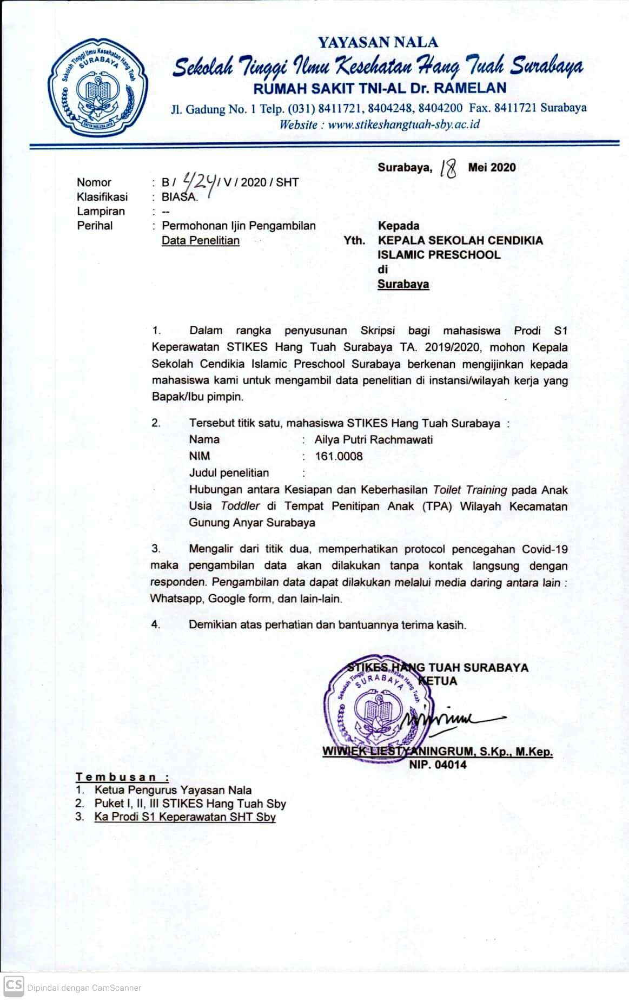 YAYASAN NALA
Sekolah Tinggi Ilmu Kesehatan Hang Tuah Surabaya
RUMAH SAKIT TNI-AL Dr. RAMELAN
Jl. Gadung No. 1 Telp. (031) 8411721, 8404248, 8404200 Fax. 8411721 Surabaya
Website : www.stikeshangtuah-sby.ac.id
Sekolah Tinggi Ilmu Kesehatan Hang Tuah
SURABAYA
Surabaya, 18 Mei 2020
Nomor : B / 424 / V / 2020 / SHT
Klasifikasi : BIASA.
Lampiran : --
Perihal : Permohonan Ijin Pengambilan
Data Penelitian
Kepada
Yth. KEPALA SEKOLAH CENDIKIA
ISLAMIC PRESCHOOL
di
Surabaya
1. Dalam rangka penyusunan Skripsi bagi mahasiswa Prodi S1
Keperawatan STIKES Hang Tuah Surabaya TA. 2019/2020, mohon Kepala
Sekolah Cendikia Islamic Preschool Surabaya berkenan mengijinkan kepada
mahasiswa kami untuk mengambil data penelitian di instansi/wilayah kerja yang
Bapak/Ibu pimpin.
2. Tersebut titik satu, mahasiswa STIKES Hang Tuah Surabaya :
Nama : Ailya Putri Rachmawati
NIM : 161.0008
Judul penelitian :
Hubungan antara Kesiapan dan Keberhasilan Toilet Training pada Anak
Usia Toddler di Tempat Penitipan Anak (TPA) Wilayah Kecamatan
Gunung Anyar Surabaya
3. Mengalir dari titik dua, memperhatikan protocol pencegahan Covid-19
maka pengambilan data akan dilakukan tanpa kontak langsung dengan
responden. Pengambilan data dapat dilakukan melalui media daring antara lain :
Whatsapp, Google form, dan lain-lain.
4. Demikian atas perhatian dan bantuannya terima kasih.
STIKES HANG TUAH SURABAYA
KETUA
Sekolah Tinggi Ilmu Kesehatan Hang Tuah
SURABAYA
WIWIEK LIESTYANINGRUM, S.Kp., M.Kep.
NIP. 04014
Tembusan :
1. Ketua Pengurus Yayasan Nala
2. Puket I, II, III STIKES Hang Tuah Sby
3. Ka Prodi S1 Keperawatan SHT Sby
CS Dipindai dengan CamScanner